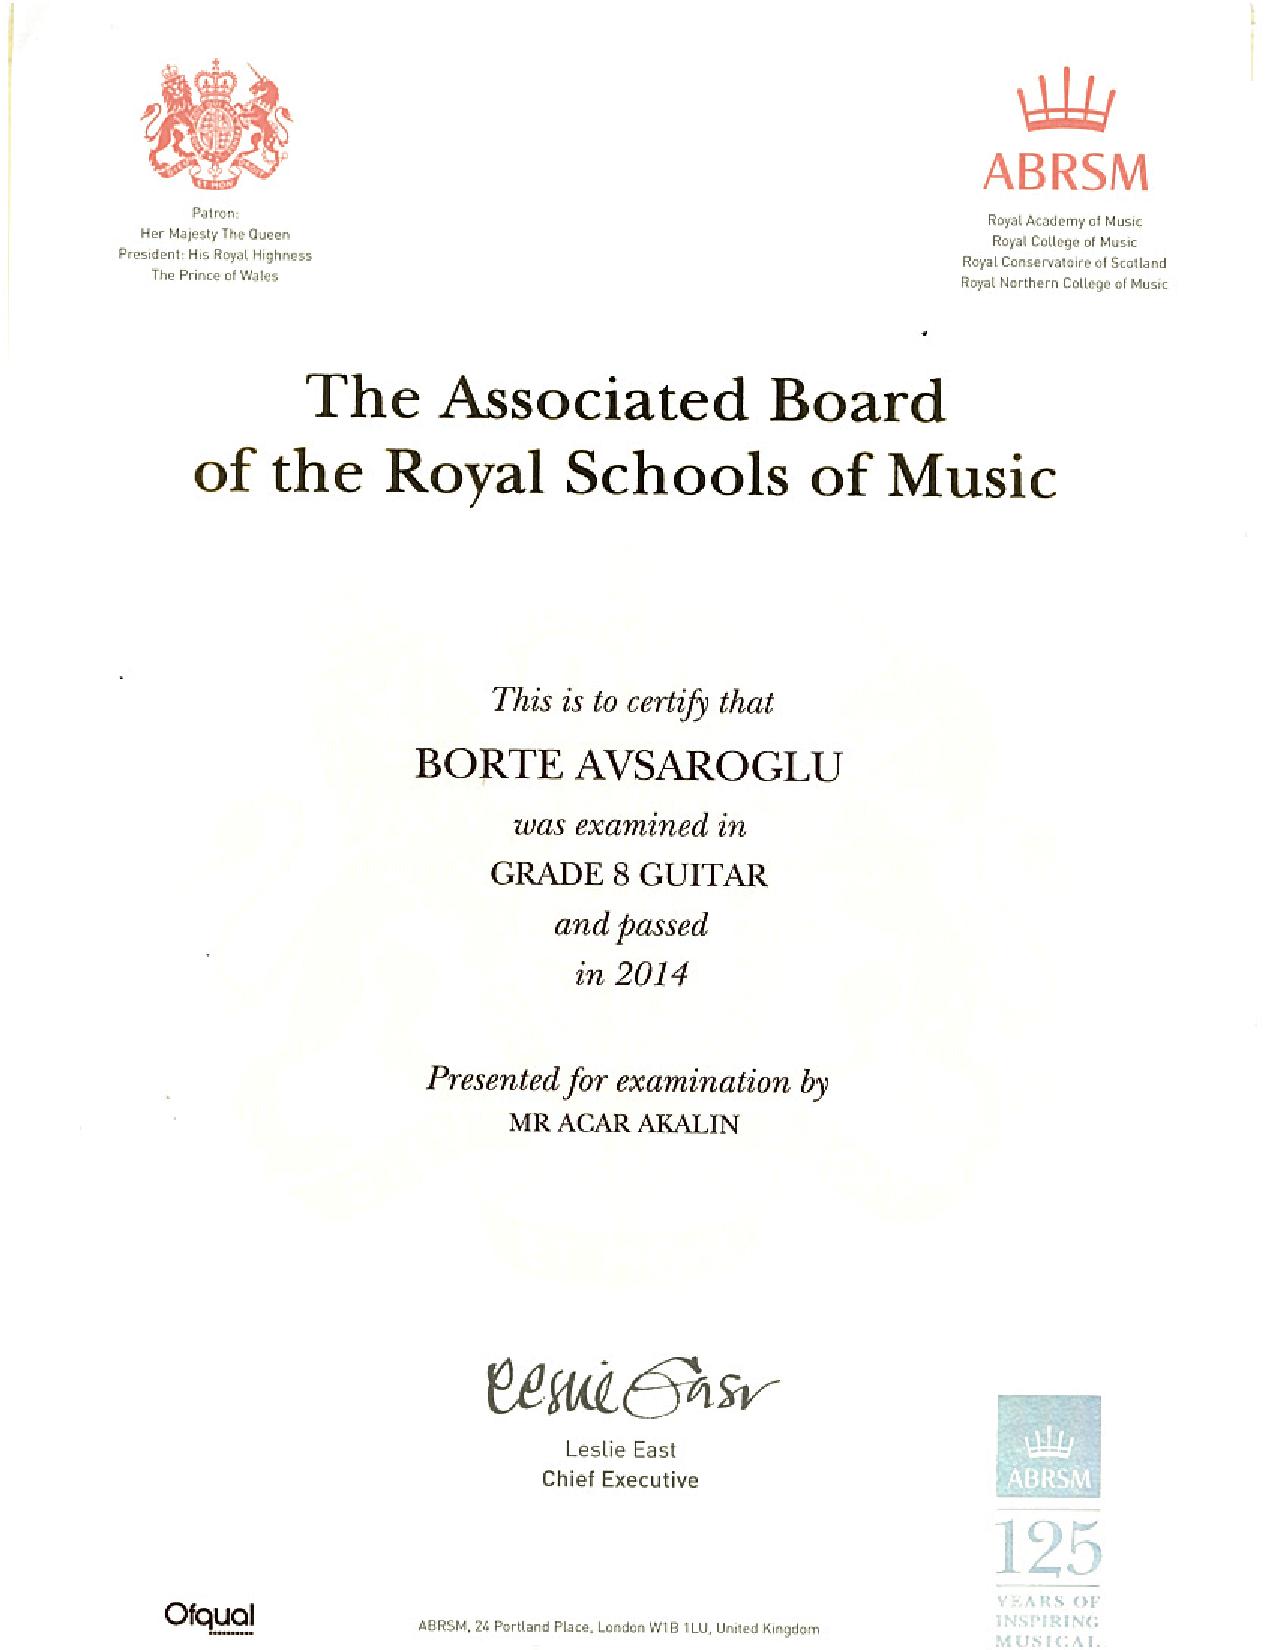 Patron:
Her Majesty The Queen
President: His Royal Highness
The Prince of Wales
ABRSM
Royal Academy of Music
Royal College of Music
Royal Conservatoire of Scotland
Royal Northern College of Music
The Associated Board
of the Royal Schools of Music
This is to certify that
BORTE AVSAROGLU
was examined in
GRADE 8 GUITAR
and passed
in 2014
Presented for examination by
MR ACAR AKALIN
Leslie East
Leslie East
Chief Executive
ABRSM
125
YEARS OF
INSPIRING
MUSICAL
Ofqual
ABRSM, 24 Portland Place, London W1B 1LU, United Kingdom